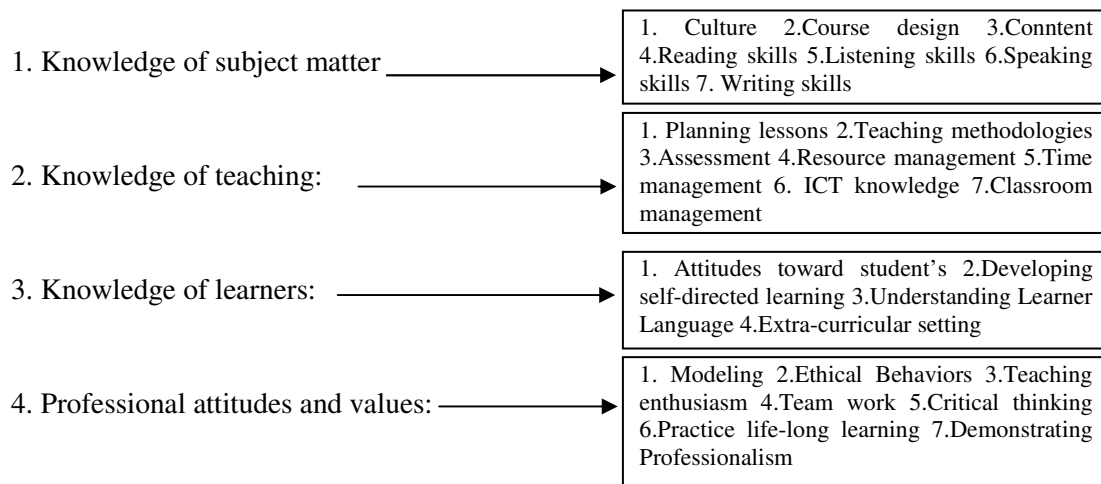 1. Knowledge of subject matter
1. Culture 2.Course design 3.Conntent
4.Reading skills 5.Listening skills 6.Speaking
skills 7. Writing skills
2. Knowledge of teaching:
1. Planning lessons 2.Teaching methodologies
3.Assessment 4.Resource management 5.Time
management 6. ICT knowledge 7.Classroom
management
3. Knowledge of learners:
1. Attitudes toward student’s 2.Developing
self-directed learning 3.Understanding Learner
Language 4.Extra-curricular setting
4. Professional attitudes and values:
1. Modeling 2.Ethical Behaviors 3.Teaching
enthusiasm 4.Team work 5.Critical thinking
6.Practice life-long learning 7.Demonstrating
Professionalism